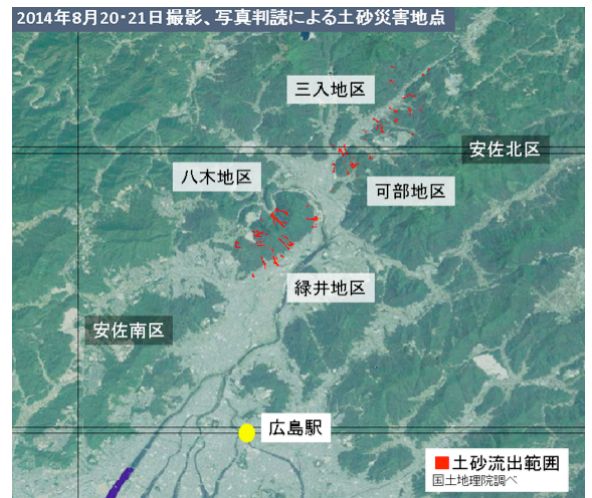 2014年8月20・21日撮影、写真判読による土砂災害地点
三入地区
安佐北区
八木地区
可部地区
緑井地区
安佐南区
広島駅
■土砂流出範囲
国土地理院調べ